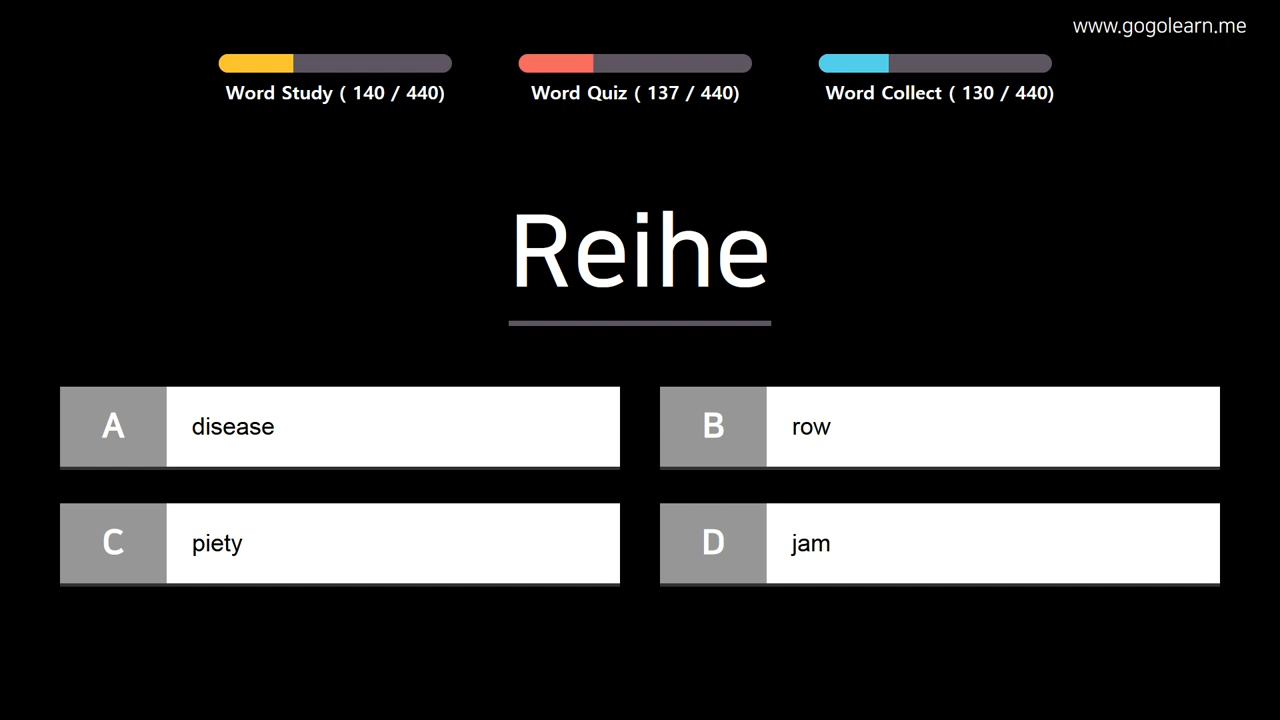 www.gogolearn.me
Word Study ( 140 / 440)
Word Quiz ( 137 / 440)
Word Collect ( 130 / 440)
Reihe
A disease
B row
C piety
D jam